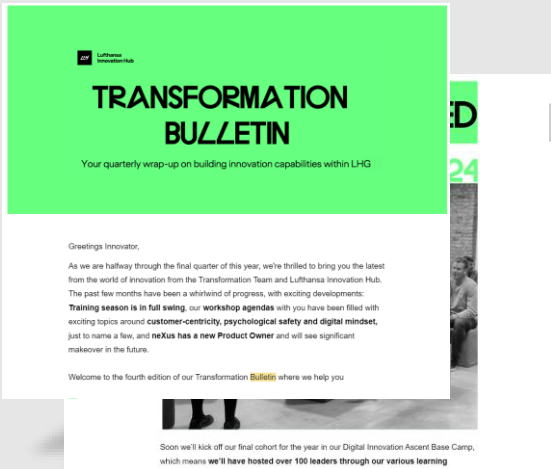 Lufthansa
Innovation Hub
TRANSFORMATION
BULLETIN
Your quarterly wrap-up on building innovation capabilities within LHG
ED
24
Greetings Innovator,
As we are halfway through the final quarter of this year, we're thrilled to bring you the latest
from the world of innovation from the Transformation Team and Lufthansa Innovation Hub.
The past few months have been a whirlwind of progress, with exciting developments:
Training season is in full swing, our workshop agendas with you have been filled with
exciting topics around customer-centricity, psychological safety and digital mindset,
just to name a few, and neXus has a new Product Owner and will see significant
makeover in the future.
Welcome to the fourth edition of our Transformation Bulletin where we help you
Soon we'll kick off our final cohort for the year in our Digital Innovation Ascent Base Camp,
which means we'll have hosted over 100 leaders through our various learning